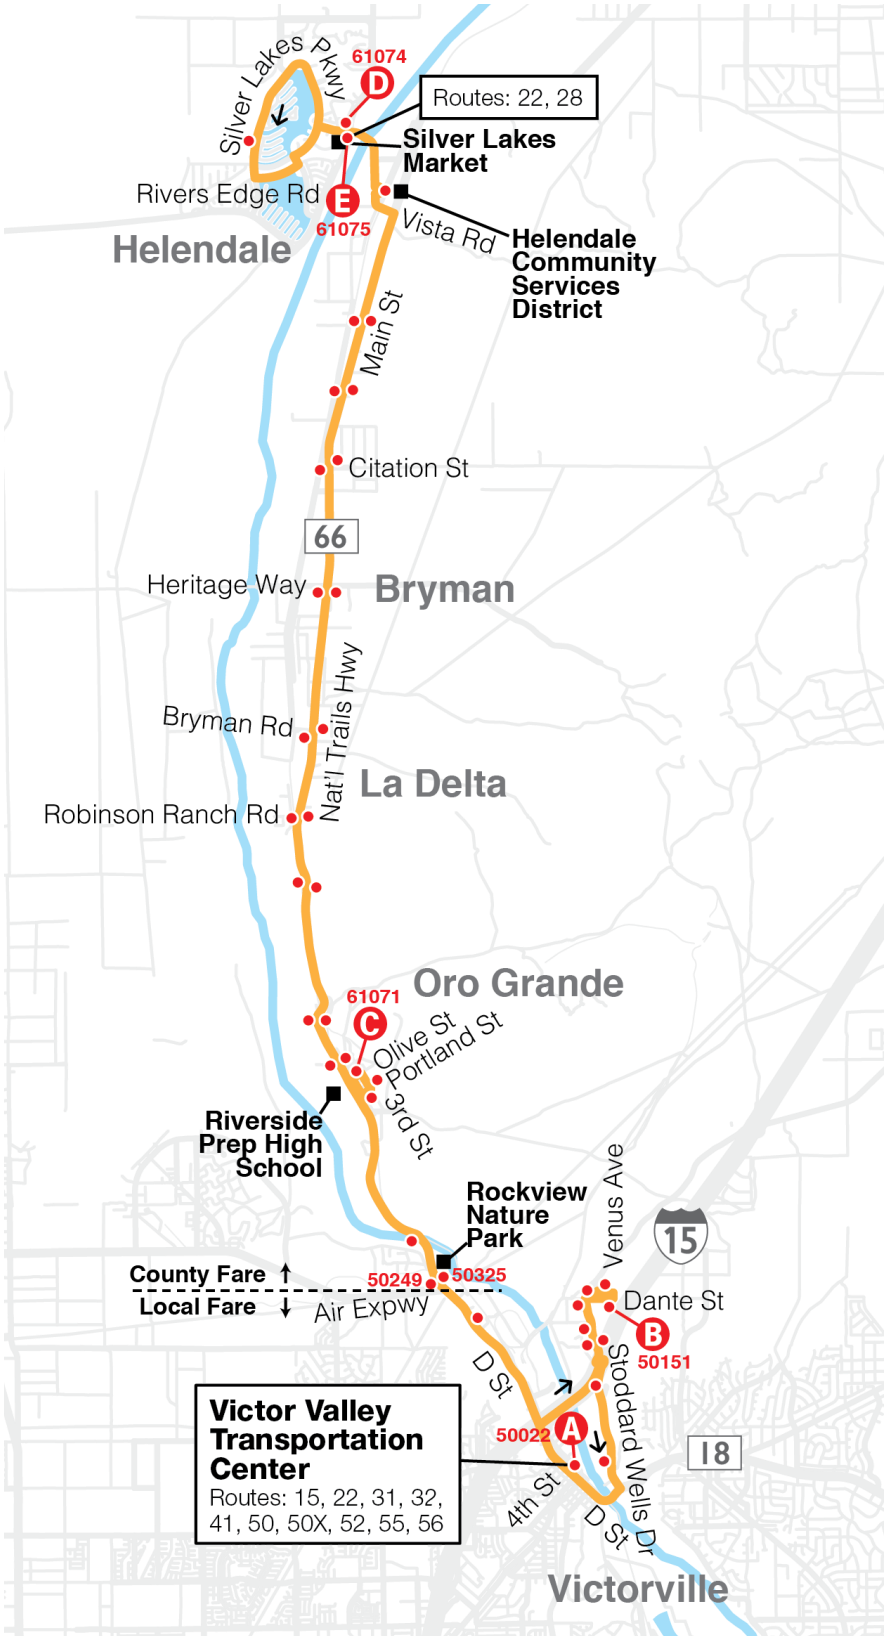 Silver Lakes
Pkwy
61074
D
Routes: 22, 28
Silver Lakes
Market
Rivers Edge Rd
E
61075
Vista Rd
Helendale
Helendale
Community
Services
District
Main St
Citation St
66
Heritage Way
Bryman
Nat'l Trails Hwy
Bryman Rd
La Delta
Robinson Ranch Rd
Oro Grande
61071
C
Olive St
Portland St
3rd St
Riverside
Prep High
School
Rockview
Nature
Park
Venus Ave
15
County Fare ↑
50249
50325
Local Fare ↓
Air Expwy
Dante St
B
50151
D St
Stoddard Wells Dr
Victor Valley
Transportation
Center
Routes: 15, 22, 31, 32,
41, 50, 50X, 52, 55, 56
50022
A
18
4th St
D St
Victorville